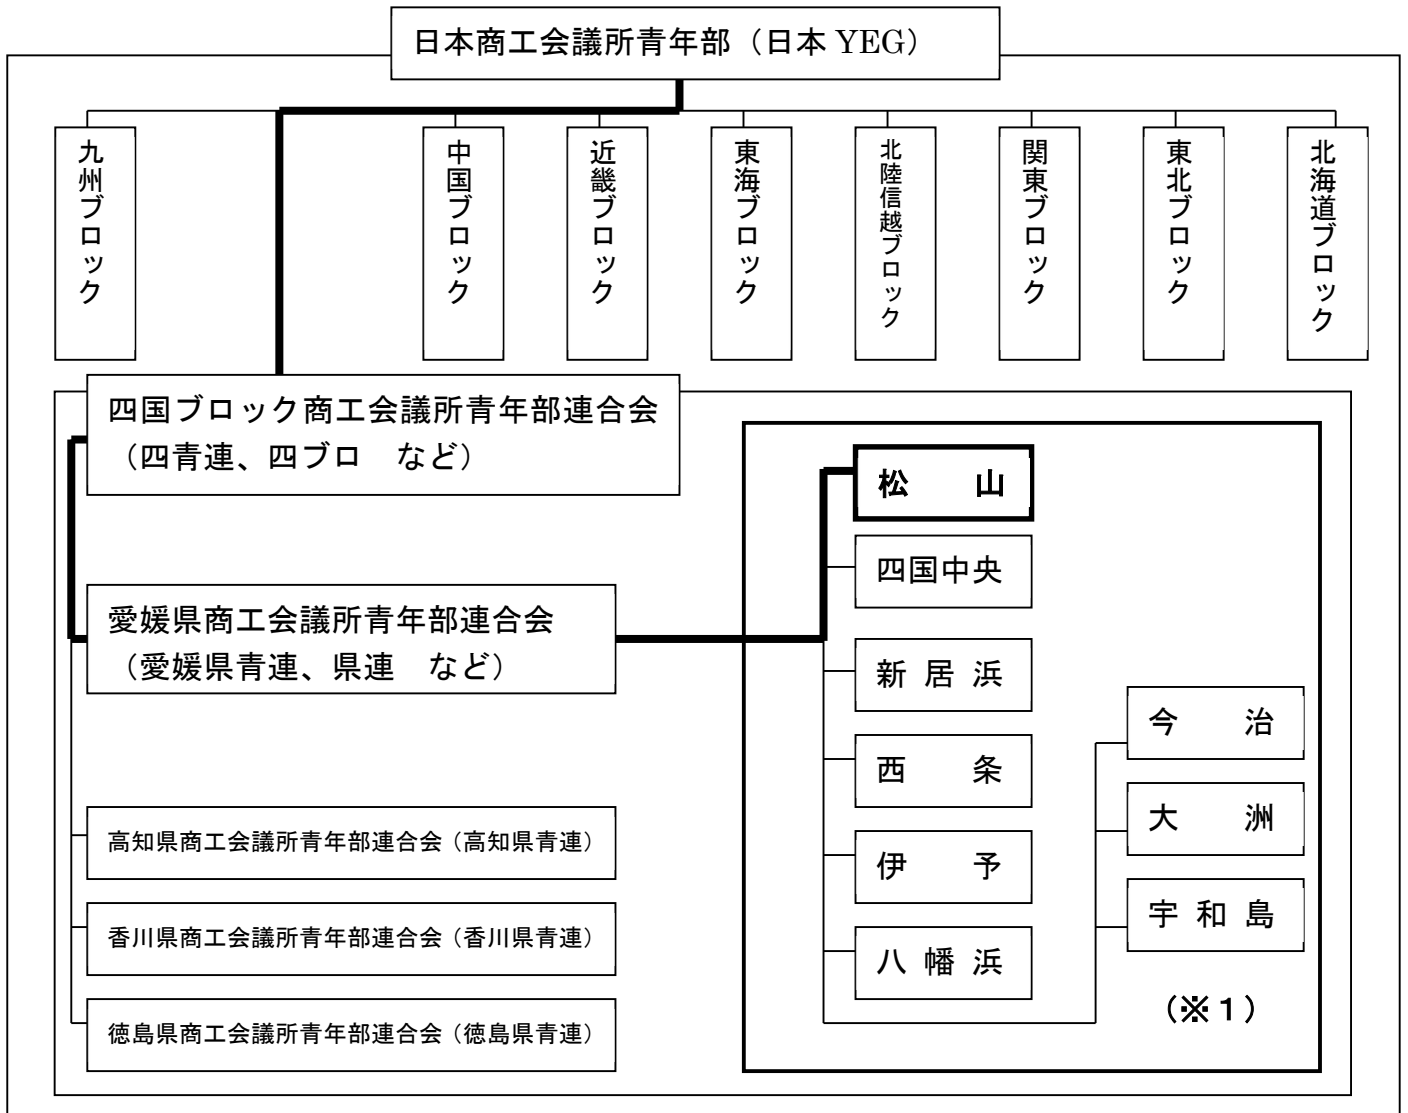 日本商工会議所青年部（日本 YEG）
九州ブロック
中国ブロック
近畿ブロック
東海ブロック
北陸信越ブロック
関東ブロック
東北ブロック
北海道ブロック
四国ブロック商工会議所青年部連合会
（四青連、四ブロ　など）
愛媛県商工会議所青年部連合会
（愛媛県青連、県連　など）
高知県商工会議所青年部連合会（高知県青連）
香川県商工会議所青年部連合会（香川県青連）
徳島県商工会議所青年部連合会（徳島県青連）
松　　山
四国中央
新 居 浜
西　　条
伊　　予
八 幡 浜
今　　治
大　　洲
宇 和 島
（※１）